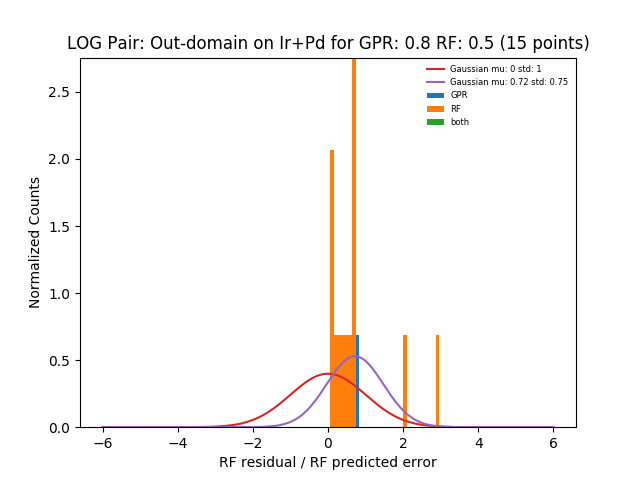 LOG Pair: Out-domain on Ir+Pd for GPR: 0.8 RF: 0.5 (15 points)
Gaussian mu: 0 std: 1
Gaussian mu: 0.72 std: 0.75
GPR
RF
both
Normalized Counts
2.5
2.0
1.5
1.0
0.5
0.0
−6 −4 −2 0 2 4 6
RF residual / RF predicted error